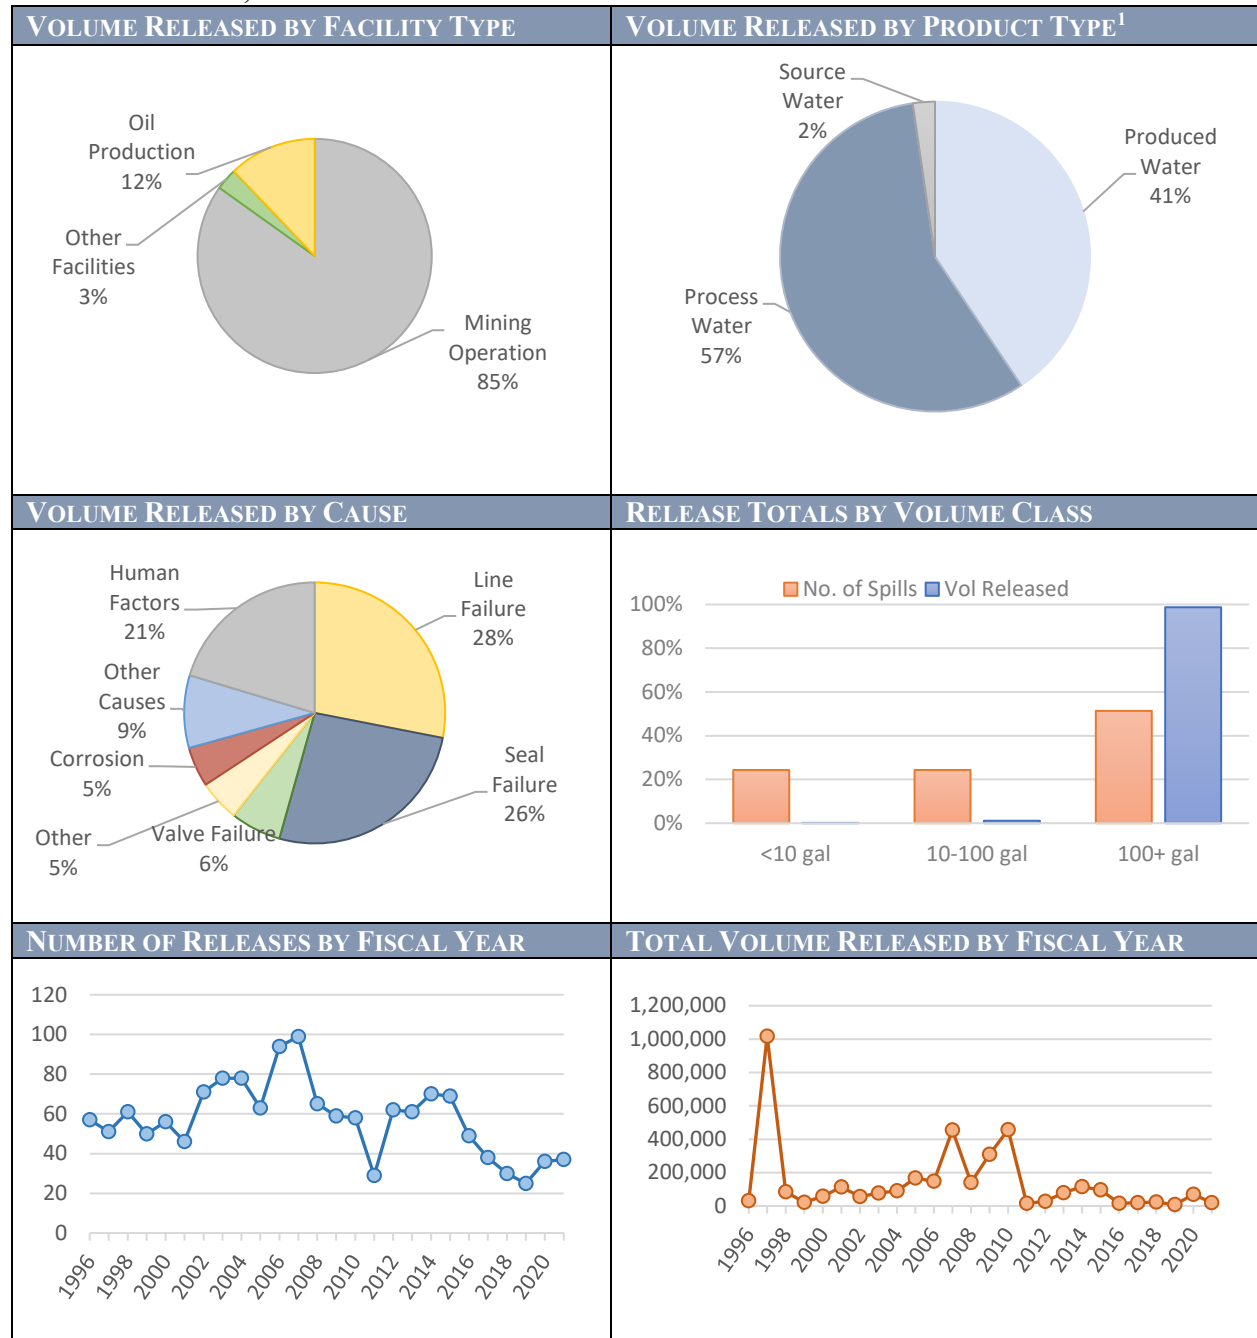 VOLUME RELEASED BY FACILITY TYPE
Oil
Production
12%
Other
Facilities
3%
Mining
Operation
85%
VOLUME RELEASED BY PRODUCT TYPE1
Source
Water
2%
Produced
Water
41%
Process
Water
57%
VOLUME RELEASED BY CAUSE
Human
Factors
21%
Line
Failure
28%
Other
Causes
9%
Corrosion
5%
Seal
Failure
26%
Other
5%
Valve Failure
6%
RELEASE TOTALS BY VOLUME CLASS
No. of Spills Vol Released
100%
80%
60%
40%
20%
0%
<10 gal 10-100 gal 100+ gal
NUMBER OF RELEASES BY FISCAL YEAR
120
100
80
60
40
20
0
1996 1998 2000 2002 2004 2006 2008 2010 2012 2014 2016 2018 2020
TOTAL VOLUME RELEASED BY FISCAL YEAR
1,200,000
1,000,000
800,000
600,000
400,000
200,000
0
1996 1998 2000 2002 2004 2006 2008 2010 2012 2014 2016 2018 2020